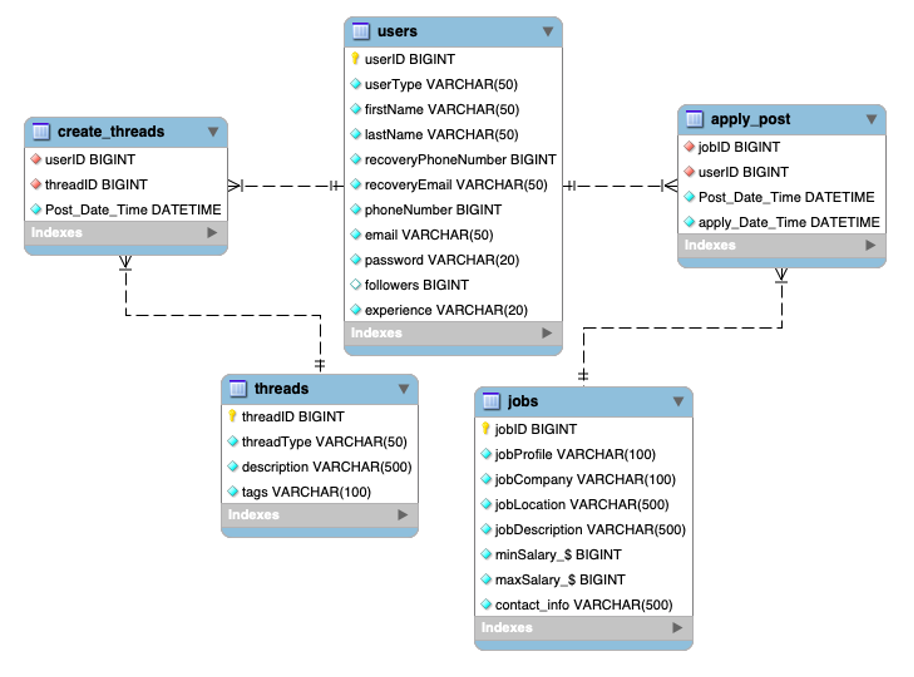 users
userID BIGINT
userType VARCHAR(50)
firstName VARCHAR(50)
lastName VARCHAR(50)
recoveryPhoneNumber BIGINT
recoveryEmail VARCHAR(50)
phoneNumber BIGINT
email VARCHAR(50)
password VARCHAR(20)
followers BIGINT
experience VARCHAR(20)
Indexes
create_threads
userID BIGINT
threadID BIGINT
Post_Date_Time DATETIME
Indexes
apply_post
jobID BIGINT
userID BIGINT
Post_Date_Time DATETIME
apply_Date_Time DATETIME
Indexes
threads
threadID BIGINT
threadType VARCHAR(50)
description VARCHAR(500)
tags VARCHAR(100)
Indexes
jobs
jobID BIGINT
jobProfile VARCHAR(100)
jobCompany VARCHAR(100)
jobLocation VARCHAR(500)
jobDescription VARCHAR(500)
minSalary_$ BIGINT
maxSalary_$ BIGINT
contact_info VARCHAR(500)
Indexes